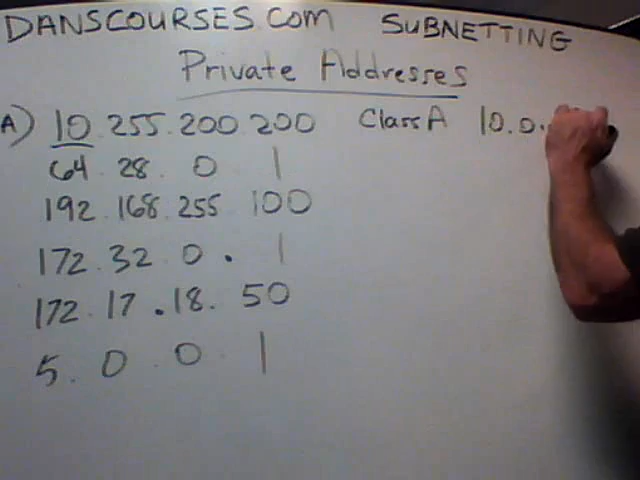 DANSCOURSES.COM SUBNETTING
Private Addresses
A) 10.255.200.200 Class A 10.0.
64.28.0 1
192.168.255 100
172.32 0.1
172.17.18.50
5.0.0 1